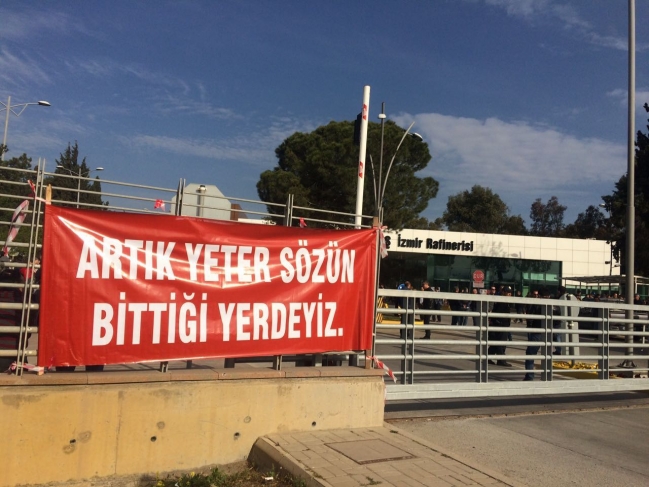 ARTIK YETER SÖZÜN
BİTTİĞİ YERDEYİZ.
Ş İzmir Rafinerisi